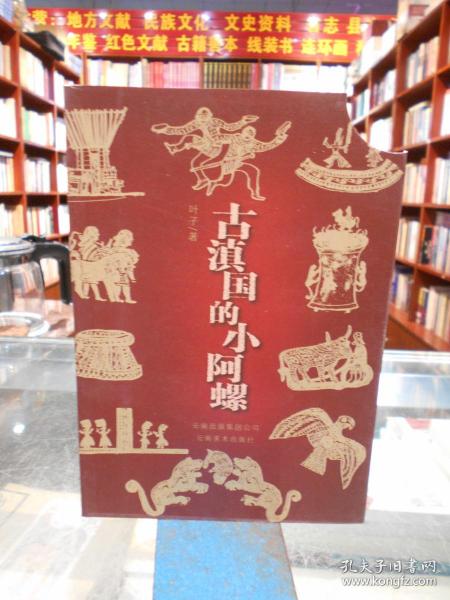 营：地方文献 民族文化 文史资料 志 县
年鉴 红色文献 古籍善本 线装书 连环画
叶子/著
古滇国的小阿螺
云南出版集团公司
云南美术出版社
孔夫子旧书网
www.kongfz.com